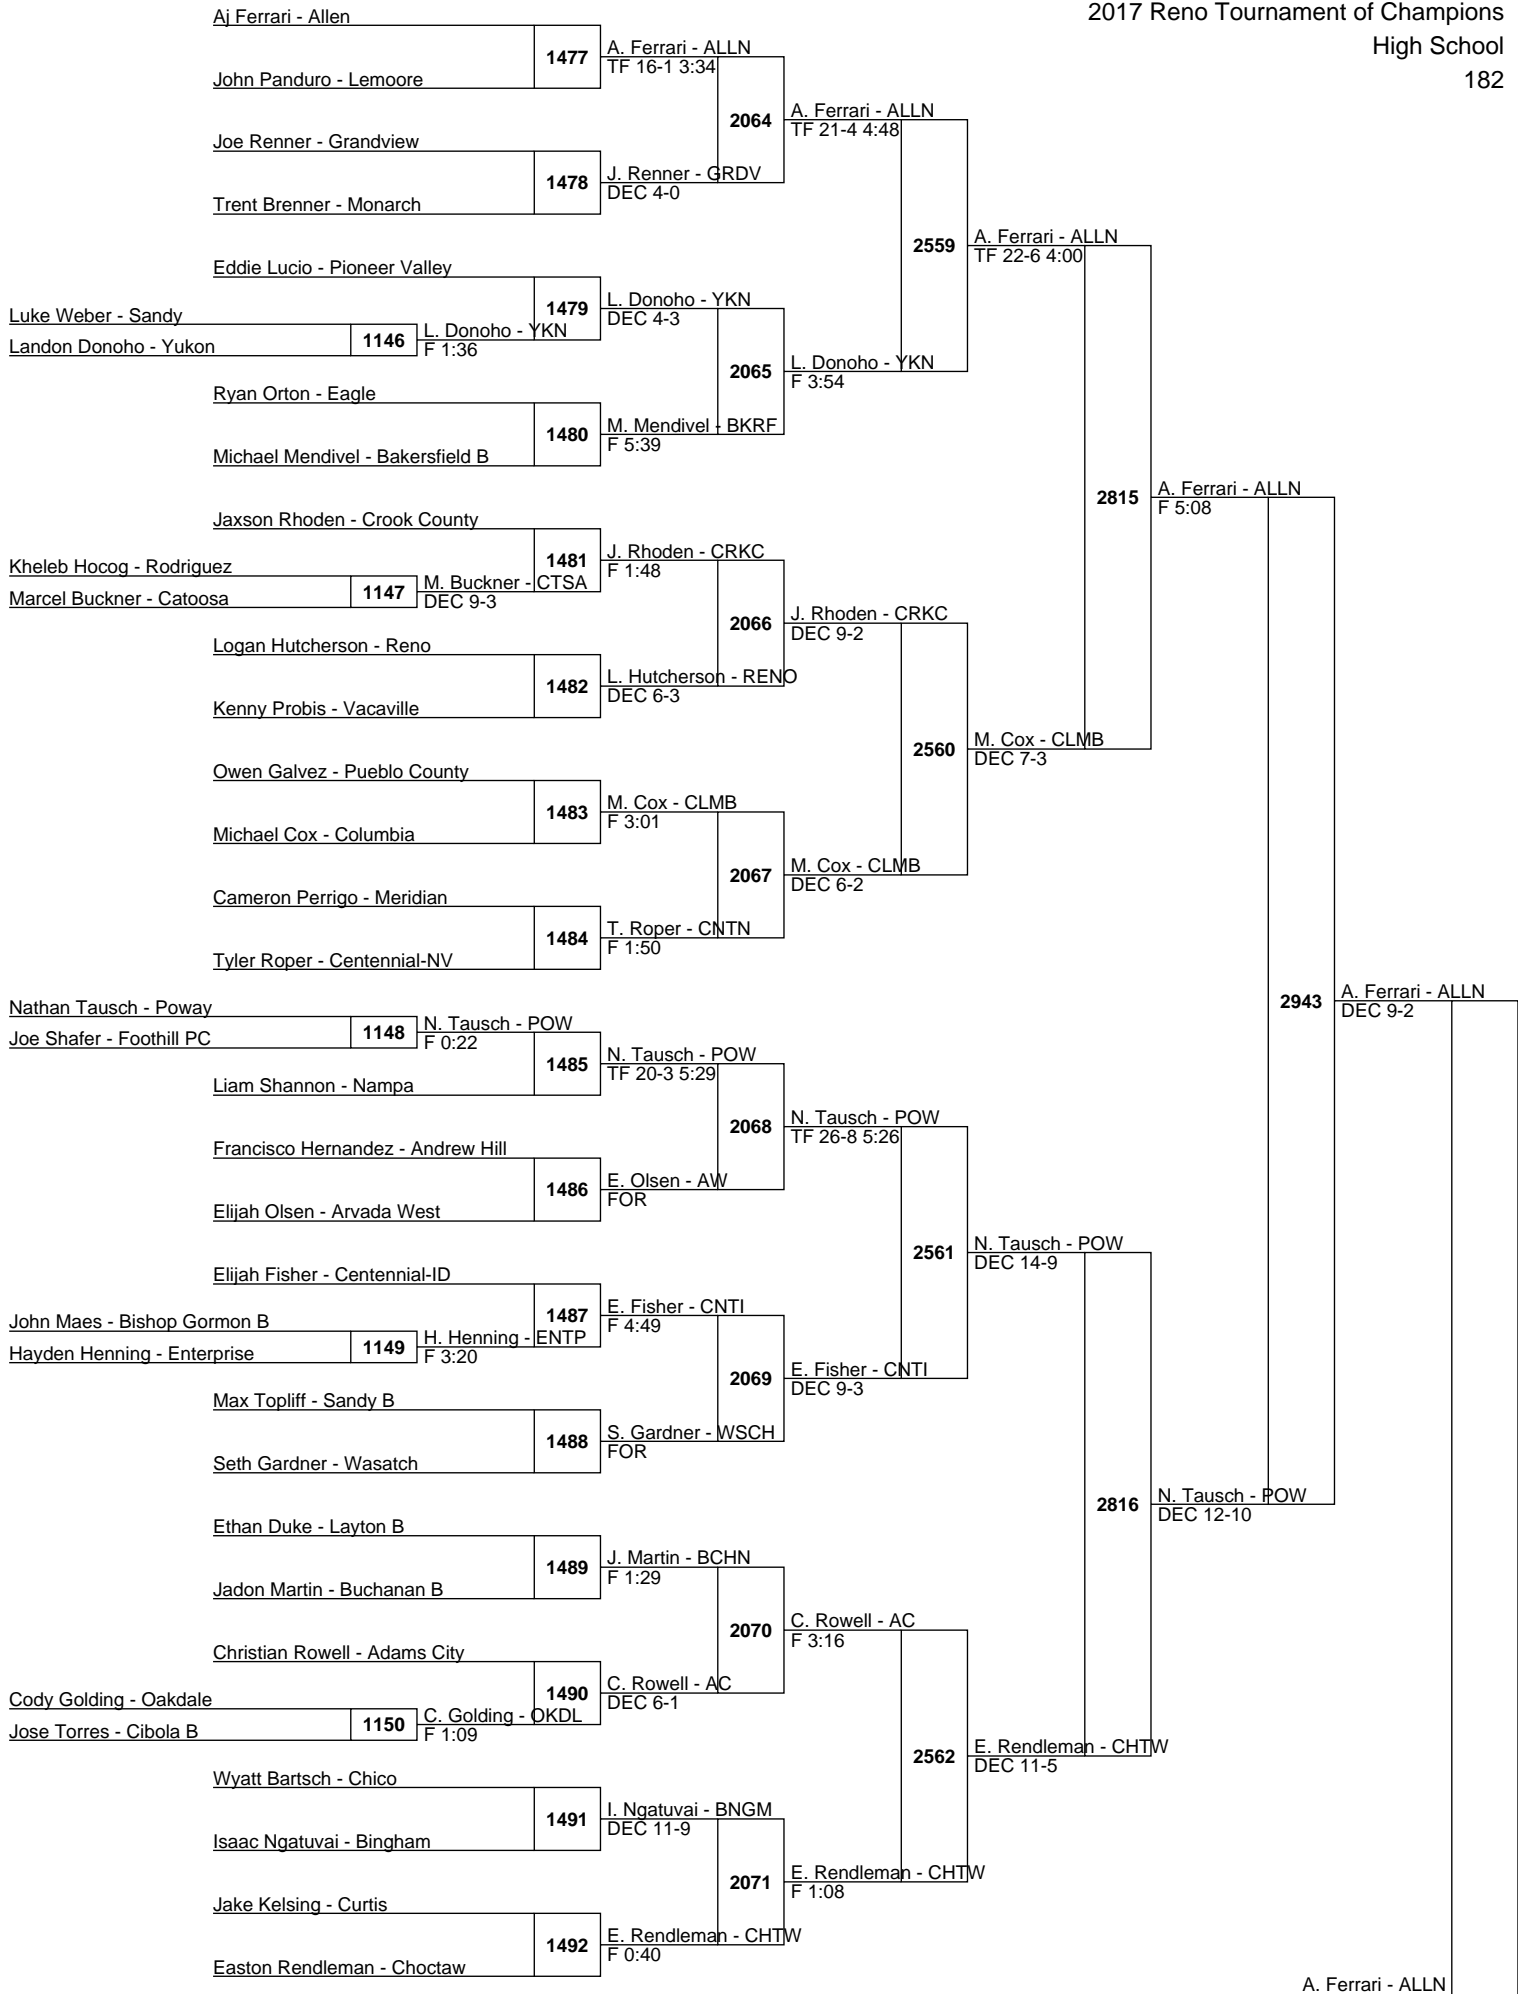 2017 Reno Tournament of Champions
High School
182
Aj Ferrari - Allen
1477
A. Ferrari - ALLN
TF 16-1 3:34
John Panduro - Lemoore
2064
A. Ferrari - ALLN
TF 21-4 4:48
Joe Renner - Grandview
1478
J. Renner - GRDV
DEC 4-0
Trent Brenner - Monarch
2559
A. Ferrari - ALLN
TF 22-6 4:00
Eddie Lucio - Pioneer Valley
1479
L. Donoho - YKN
DEC 4-3
Luke Weber - Sandy
1146
L. Donoho - YKN
F 1:36
Landon Donoho - Yukon
2065
L. Donoho - YKN
F 3:54
Ryan Orton - Eagle
1480
M. Mendivel - BKRF
F 5:39
Michael Mendivel - Bakersfield B
2815
A. Ferrari - ALLN
F 5:08
Jaxson Rhoden - Crook County
1481
J. Rhoden - CRKC
F 1:48
Kheleb Hocog - Rodriguez
1147
M. Buckner - CTSA
DEC 9-3
Marcel Buckner - Catoosa
2066
J. Rhoden - CRKC
DEC 9-2
Logan Hutcherson - Reno
1482
L. Hutcherson - RENO
DEC 6-3
Kenny Probis - Vacaville
2560
M. Cox - CLMB
DEC 7-3
Owen Galvez - Pueblo County
1483
M. Cox - CLMB
F 3:01
Michael Cox - Columbia
2067
M. Cox - CLMB
DEC 6-2
Cameron Perrigo - Meridian
1484
T. Roper - CNTN
F 1:50
Tyler Roper - Centennial-NV
2943
A. Ferrari - ALLN
DEC 9-2
Nathan Tausch - Poway
1148
N. Tausch - POW
F 0:22
Joe Shafer - Foothill PC
1485
N. Tausch - POW
TF 20-3 5:29
Liam Shannon - Nampa
2068
N. Tausch - POW
TF 26-8 5:26
Francisco Hernandez - Andrew Hill
1486
E. Olsen - AW
FOR
Elijah Olsen - Arvada West
2561
N. Tausch - POW
DEC 14-9
Elijah Fisher - Centennial-ID
1487
E. Fisher - CNTI
F 4:49
John Maes - Bishop Gormon B
1149
H. Henning - ENTP
F 3:20
Hayden Henning - Enterprise
2069
E. Fisher - CNTI
DEC 9-3
Max Topliff - Sandy B
1488
S. Gardner - WSCH
FOR
Seth Gardner - Wasatch
2816
N. Tausch - POW
DEC 12-10
Ethan Duke - Layton B
1489
J. Martin - BCHN
F 1:29
Jadon Martin - Buchanan B
2070
C. Rowell - AC
F 3:16
Christian Rowell - Adams City
1490
C. Rowell - AC
DEC 6-1
Cody Golding - Oakdale
1150
C. Golding - OKDL
F 1:09
Jose Torres - Cibola B
2562
E. Rendleman - CHTW
DEC 11-5
Wyatt Bartsch - Chico
1491
I. Ngatuvai - BNGM
DEC 11-9
Isaac Ngatuvai - Bingham
2071
E. Rendleman - CHTW
F 1:08
Jake Kelsing - Curtis
1492
E. Rendleman - CHTW
F 0:40
Easton Rendleman - Choctaw
A. Ferrari - ALLN